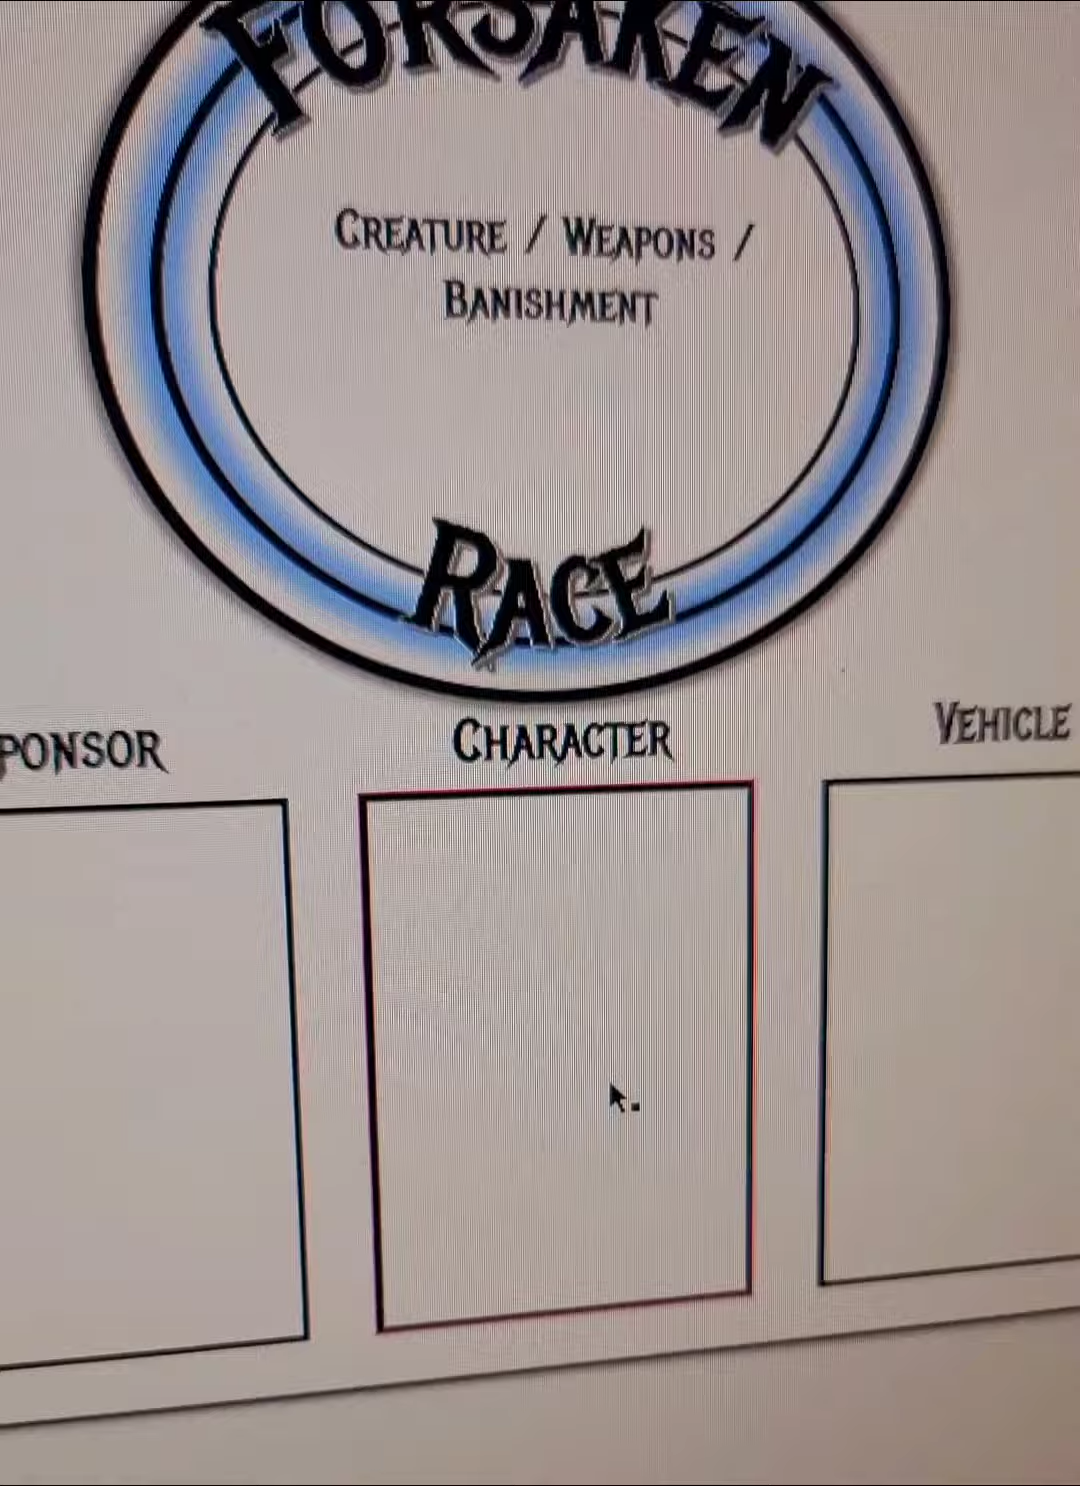 FORSAKEN
CREATURE / WEAPONS /
BANISHMENT
RACE
PONSOR
CHARACTER
VEHICLE